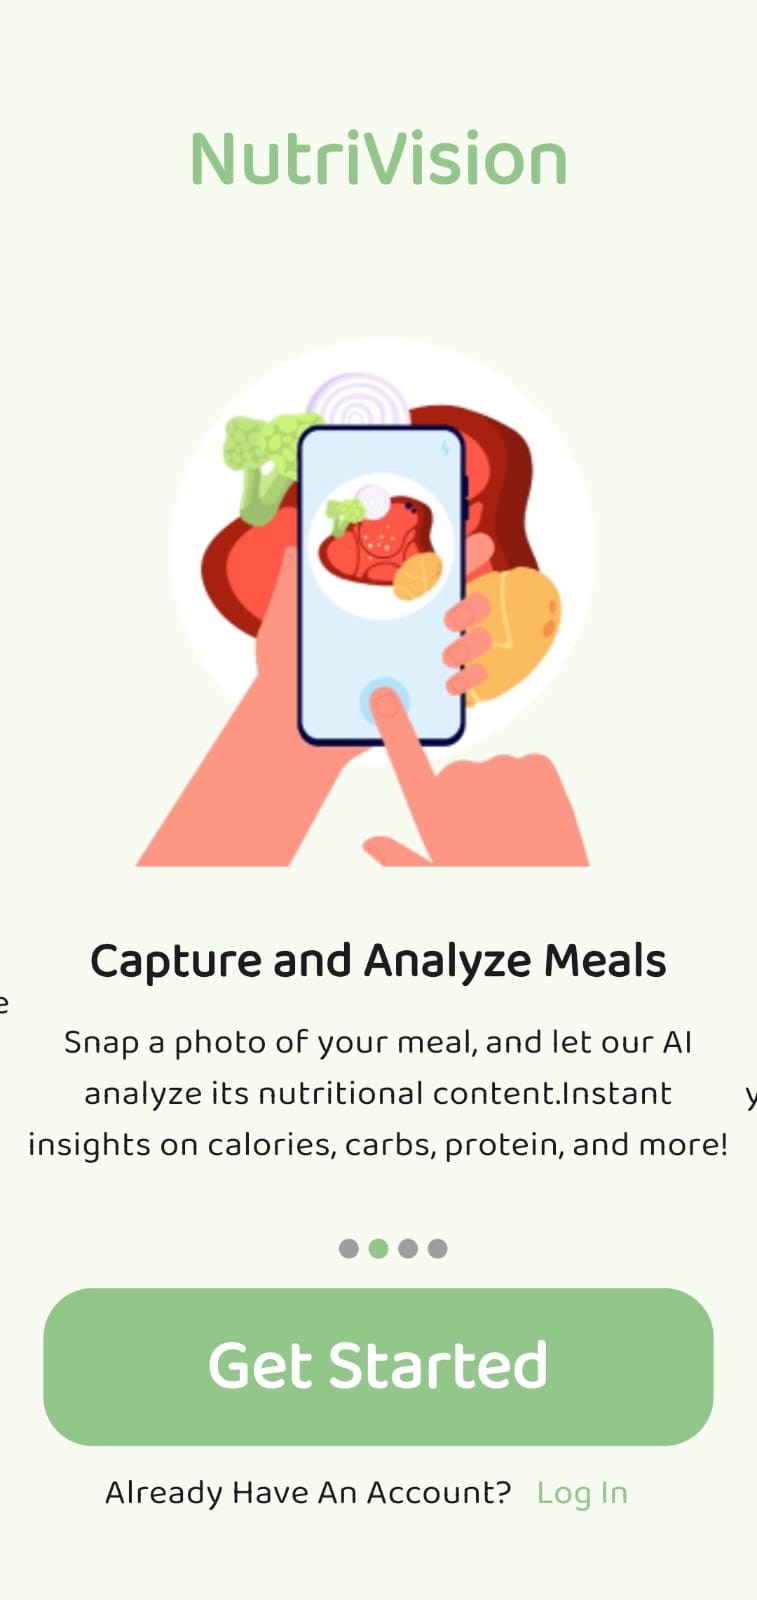 NutriVision
Capture and Analyze Meals
e
Snap a photo of your meal, and let our AI
analyze its nutritional content.Instant
y
insights on calories, carbs, protein, and more!
Get Started
Already Have An Account? Log In